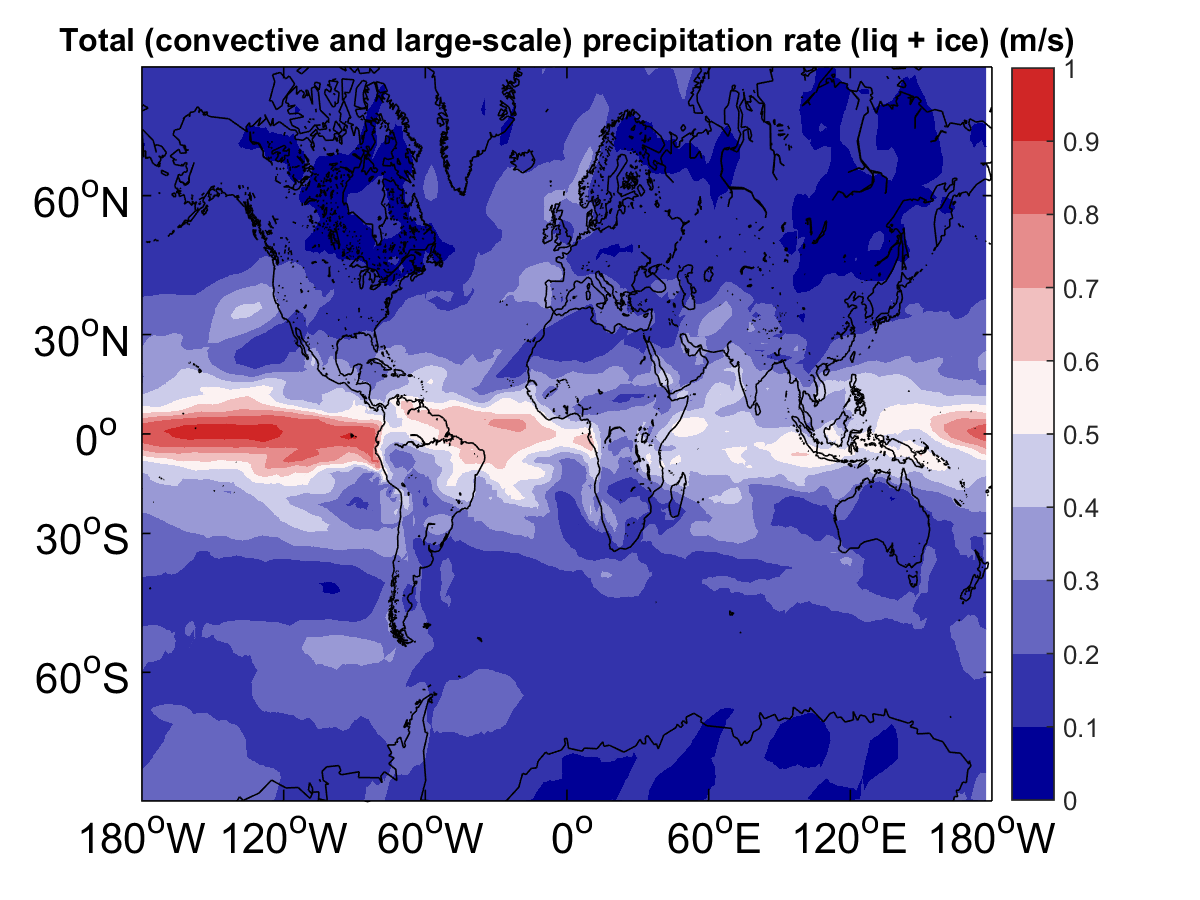 Total (convective and large-scale) precipitation rate (liq + ice) (m/s)
60°N
30°N
0°
30°S
60°S
180°W 120°W 60°W 0° 60°E 120°E 180°W
1
0.9
0.8
0.7
0.6
0.5
0.4
0.3
0.2
0.1
0